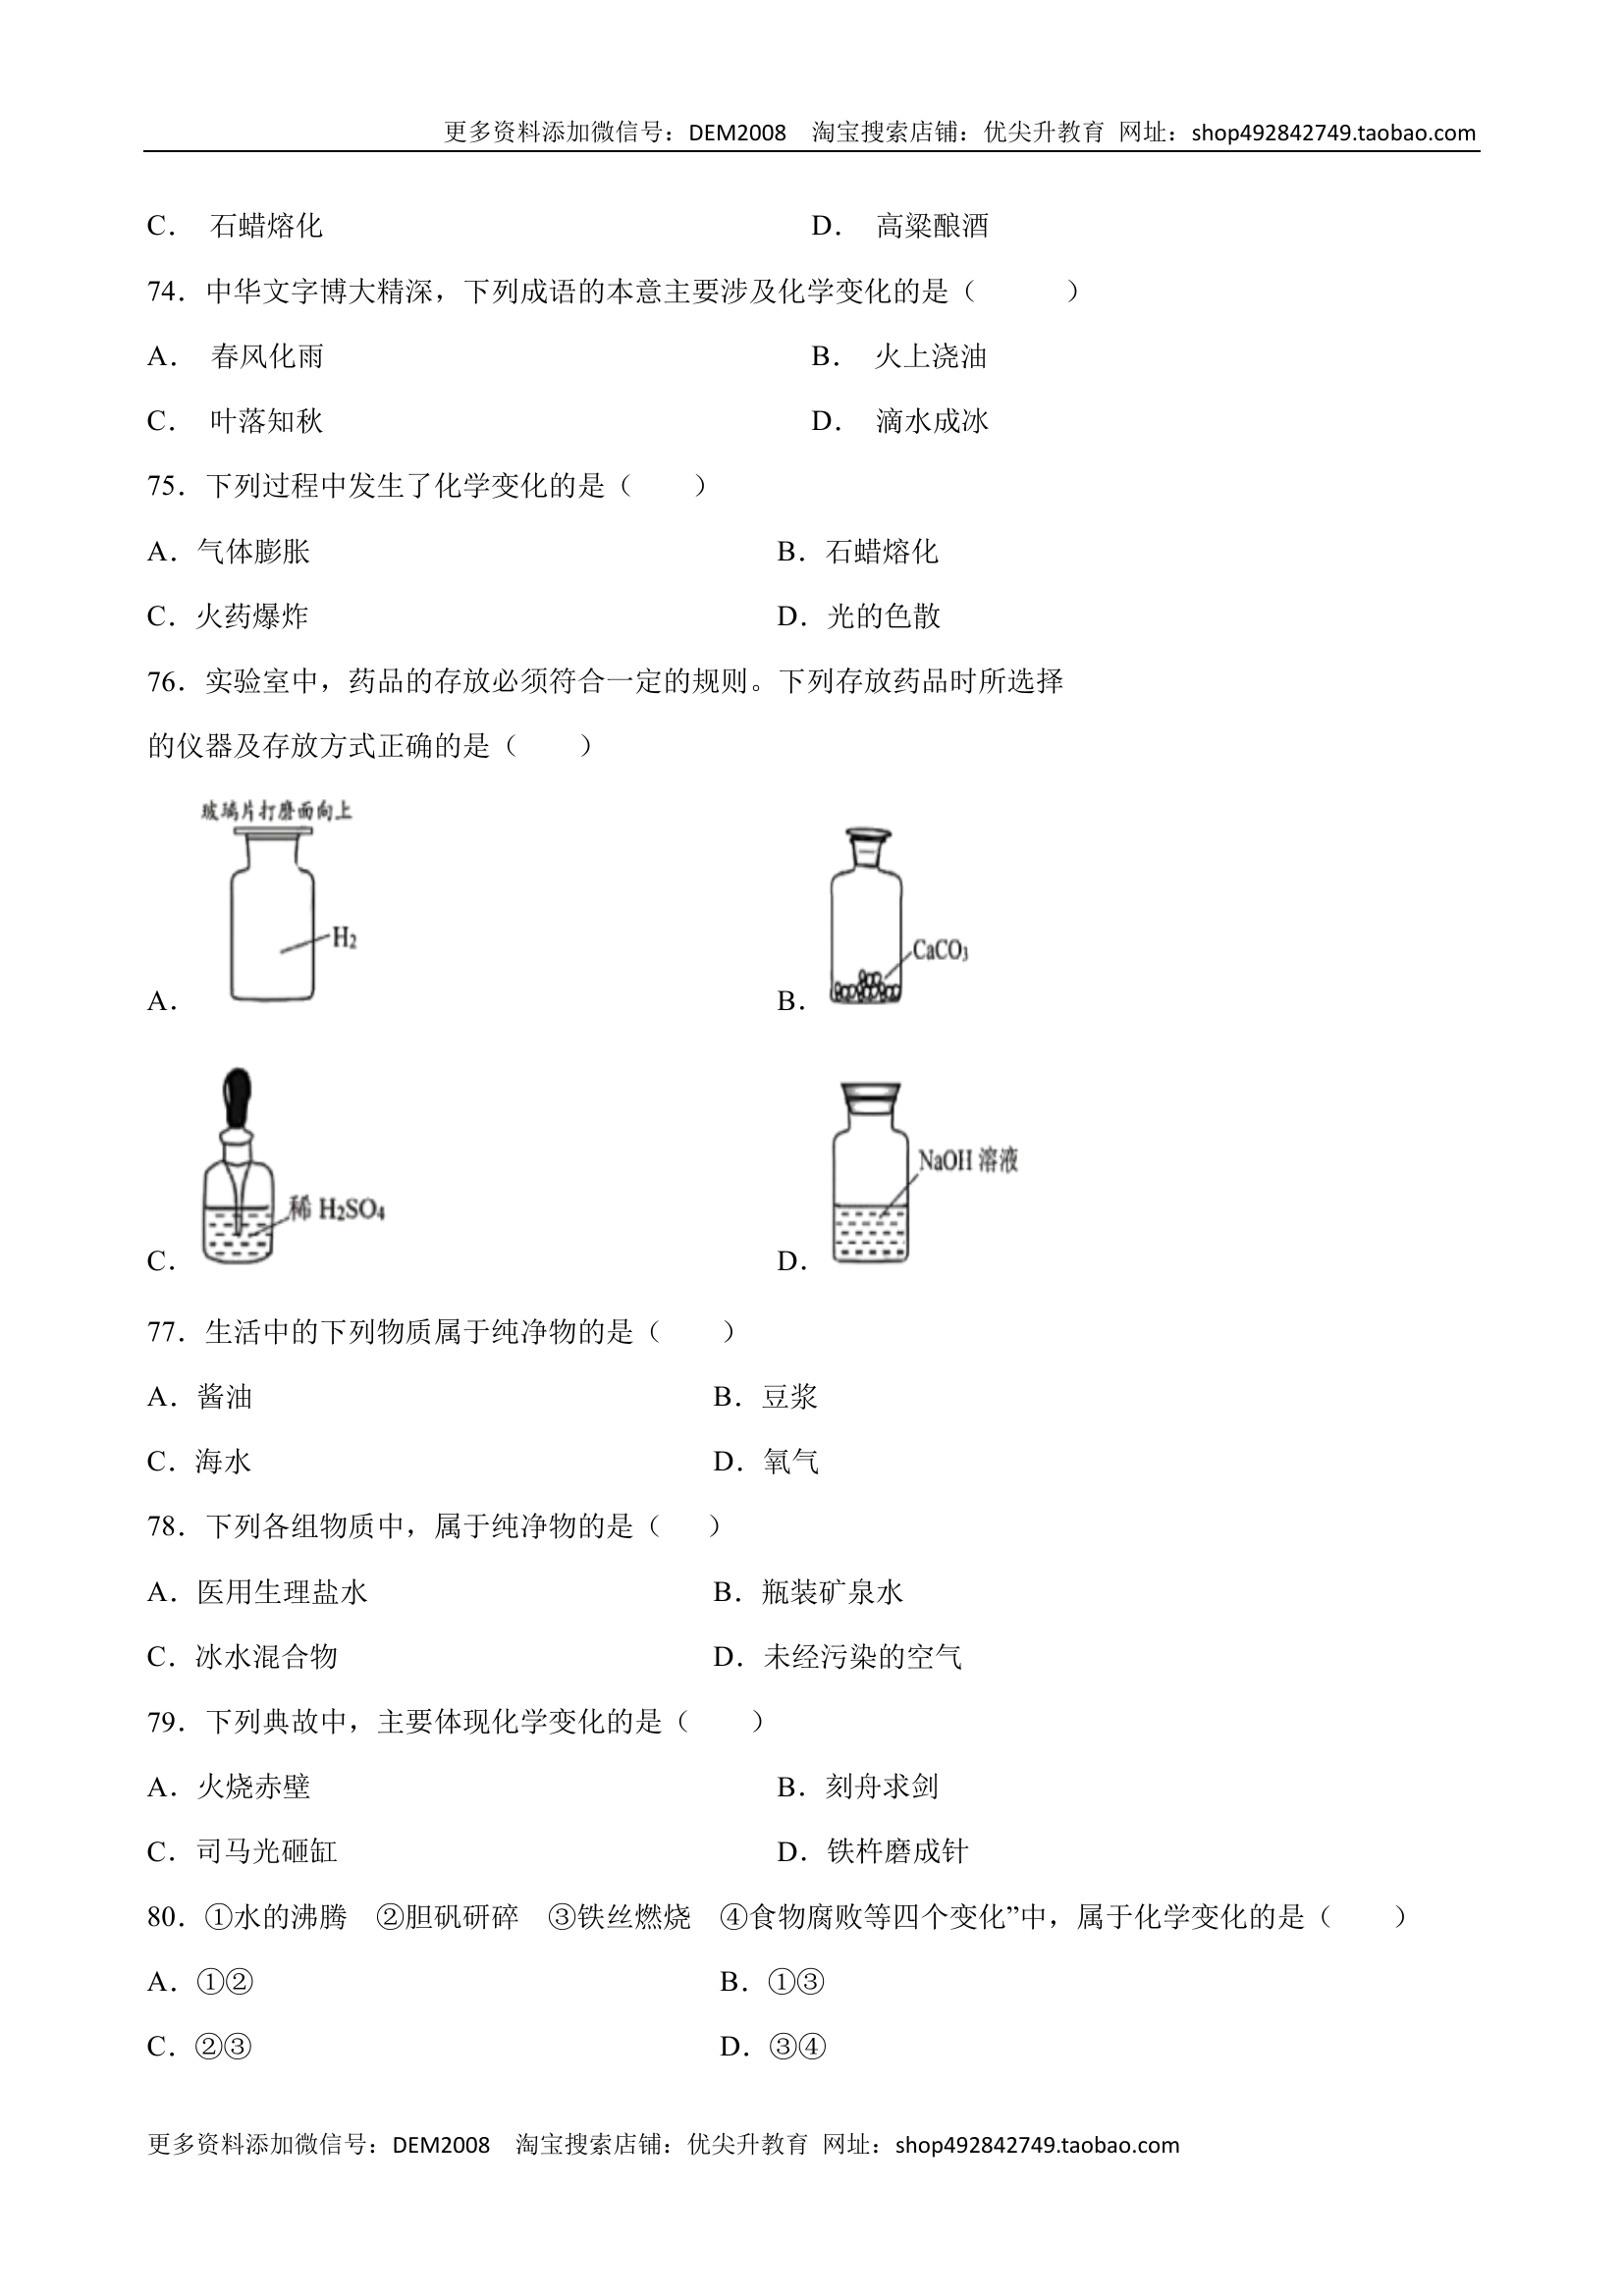 更多资料添加微信号：DEM2008 淘宝搜索店铺：优尖升教育 网址：shop492842749.taobao.com
C． 石蜡熔化 D． 高粱酿酒
74．中华文字博大精深，下列成语的本意主要涉及化学变化的是（ ）
A． 春风化雨 B． 火上浇油
C． 叶落知秋 D． 滴水成冰
75．下列过程中发生了化学变化的是（ ）
A．气体膨胀 B．石蜡熔化
C．火药爆炸 D．光的色散
76．实验室中，药品的存放必须符合一定的规则。下列存放药品时所选择
的仪器及存放方式正确的是（ ）
玻璃片打磨面向上
H₂
A．
CaCO₃
B．
稀 H₂SO₄
C．
NaOH 溶液
D．
77．生活中的下列物质属于纯净物的是（ ）
A．酱油 B．豆浆
C．海水 D．氧气
78．下列各组物质中，属于纯净物的是（ ）
A．医用生理盐水 B．瓶装矿泉水
C．冰水混合物 D．未经污染的空气
79．下列典故中，主要体现化学变化的是（ ）
A．火烧赤壁 B．刻舟求剑
C．司马光砸缸 D．铁杵磨成针
80．①水的沸腾 ②胆矾研碎 ③铁丝燃烧 ④食物腐败等四个变化”中，属于化学变化的是（ ）
A．①② B．①③
C．②③ D．③④
更多资料添加微信号：DEM2008 淘宝搜索店铺：优尖升教育 网址：shop492842749.taobao.com